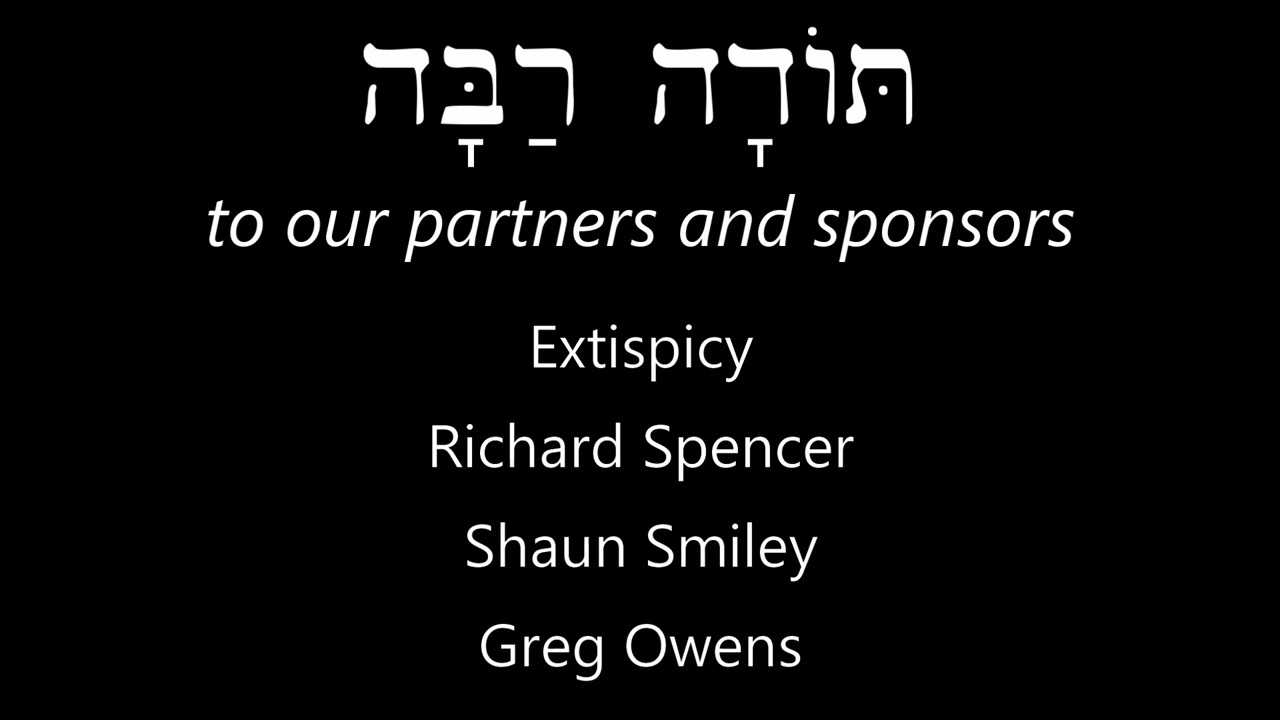 תּוֹדָה רַבָּה
to our partners and sponsors
Extispicy
Richard Spencer
Shaun Smiley
Greg Owens